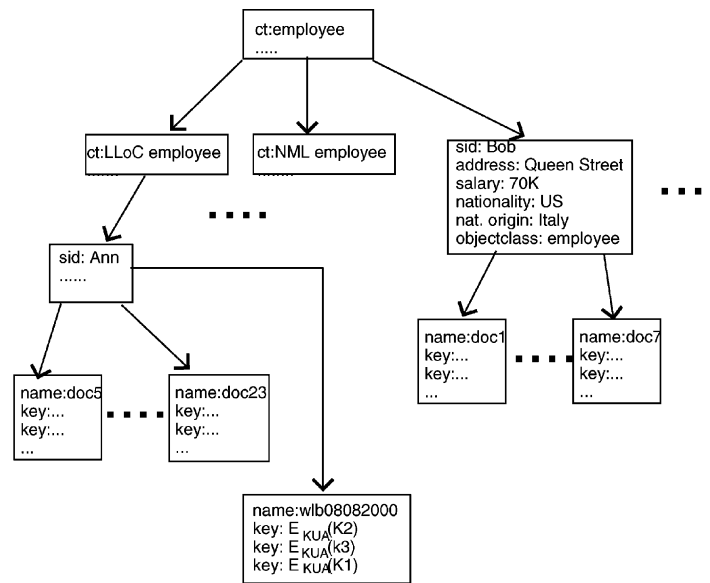 ct:employee
.....
ct:LLoC employee
........
ct:NML employee
.........
sid: Bob
address: Queen Street
salary: 70K
nationality: US
nat. origin: Italy
objectclass: employee
sid: Ann
......
name:doc1
key:...
key:...
...
name:doc7
key:...
key:...
...
name:doc5
key:...
key:...
...
name:doc23
key:...
key:...
...
name:wlb08082000
key: E KUA(K2)
key: E KUA(k3)
key: E KUA(K1)